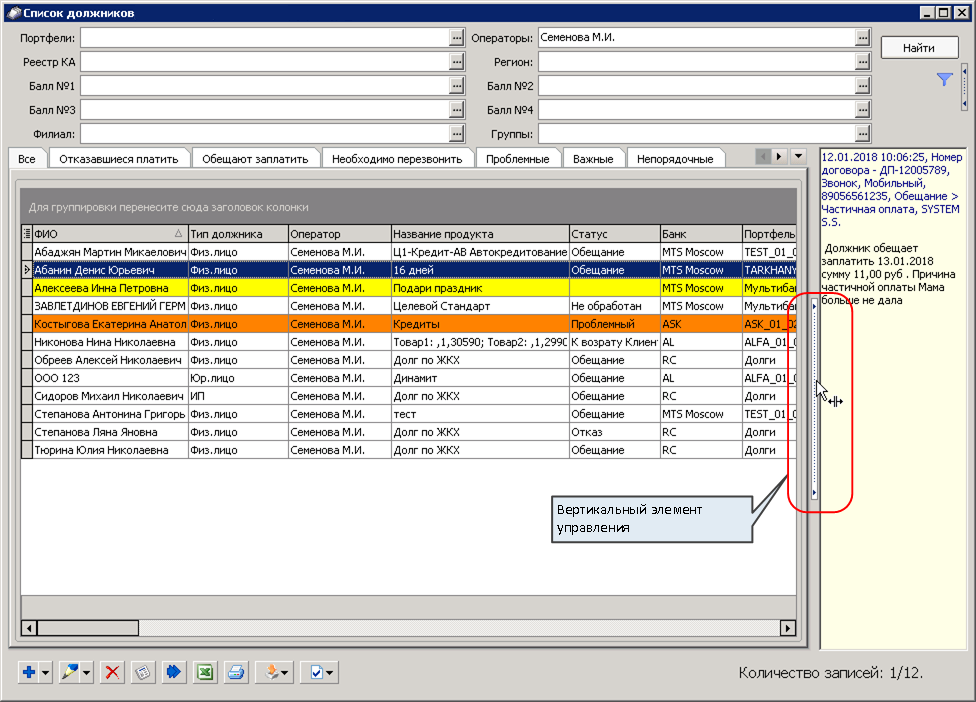 Список должников
Портфели: Операторы: Семенова М.И. Найти
Реестр КА Регион:
Балл №1 Балл №2
Балл №3 Балл №4
Филиал: Группы:
Все Отказавшиеся платить Обещают заплатить Необходимо перезвонить Проблемные Важные Непорядочные
12.01.2018 10:06:25, Номер
договора - ДП-12005789,
Звонок, Мобильный,
89056561235, Обещание >
Частичная оплата, SYSTEM
S.S.
Должник обещает
заплатить 13.01.2018
сумму 11,00 руб . Причина
частичной оплаты Мама
больше не дала
Для группировки перенесите сюда заголовок колонки
ФИО Тип должника Оператор Название продукта Статус Банк Портфель
Абаджян Мартин Микаелович Физ.лицо Семенова М.И. Ц1-Кредит-АВ Автокредитование Обещание MTS Moscow TEST_01_0
Абанин Денис Юрьевич Физ.лицо Семенова М.И. 16 дней Обещание MTS Moscow TARKHANY
Алексеева Инна Петровна Физ.лицо Семенова М.И. Подари праздник MTS Moscow Мультиба
ЗАВЛЕТДИНОВ ЕВГЕНИЙ ГЕРМ Физ.лицо Семенова М.И. Целевой Стандарт Не обработан MTS Moscow Мультиба
Костыгова Екатерина Анатол Физ.лицо Семенова М.И. Кредиты Проблемный ASK ASK_01_02
Никонова Нина Николаевна Физ.лицо Семенова М.И. Товар1: ,1,30590; Товар2: ,1,2990 К возрату Клиен AL ALFA_01_0
Обреев Алексей Николаевич Физ.лицо Семенова М.И. Долг по ЖКХ Обещание RC Долги
ООО 123 Юр.лицо Семенова М.И. Динамит Обещание AL ALFA_01_0
Сидоров Михаил Николаевич ИП Семенова М.И. Долг по ЖКХ Обещание RC Долги
Степанова Антонина Григорь Физ.лицо Семенова М.И. тест Обещание MTS Moscow TEST_01_0
Степанова Ляна Яновна Физ.лицо Семенова М.И. Долг по ЖКХ Отказ RC Долги
Тюрина Юлия Николаевна Физ.лицо Семенова М.И. Долг по ЖКХ Обещание RC Долги
Вертикальный элемент
управления
Количество записей: 1/12.